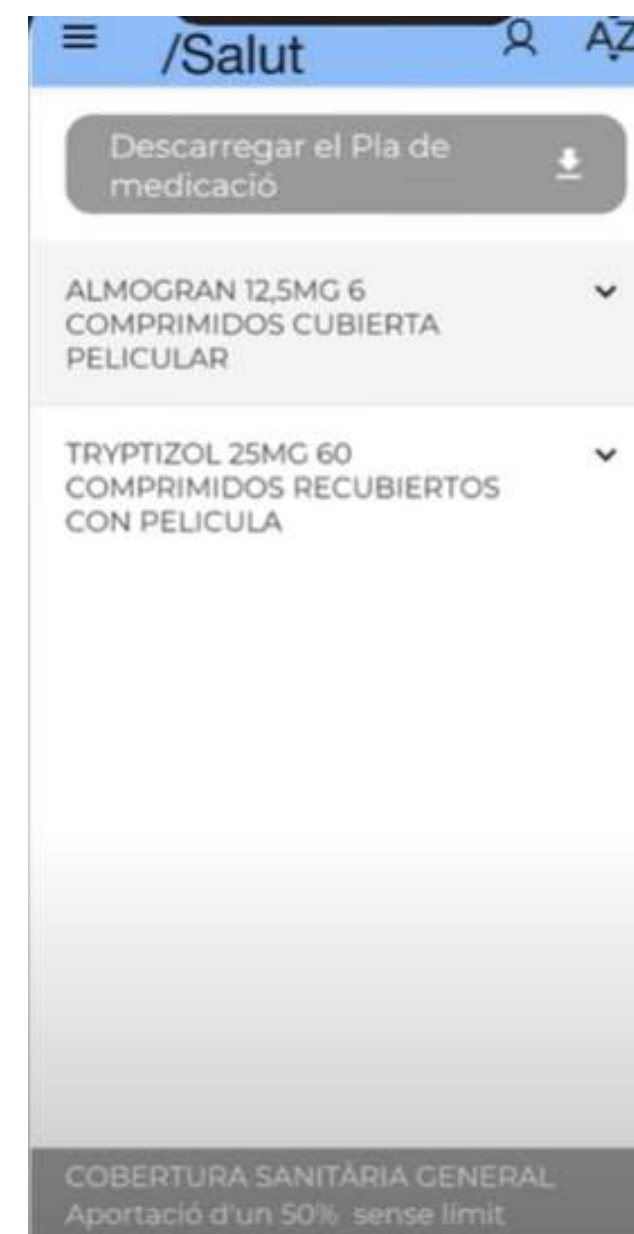 /Salut
AZ
Descarregar el Pla de
medicació
ALMOGRAN 12,5MG 6
COMPRIMIDOS CUBIERTA
PELICULAR
TRYPTIZOL 25MG 60
COMPRIMIDOS RECUBIERTOS
CON PELICULA
COBERTURA SANITÀRIA GENERAL
Aportació d'un 50% sense límit